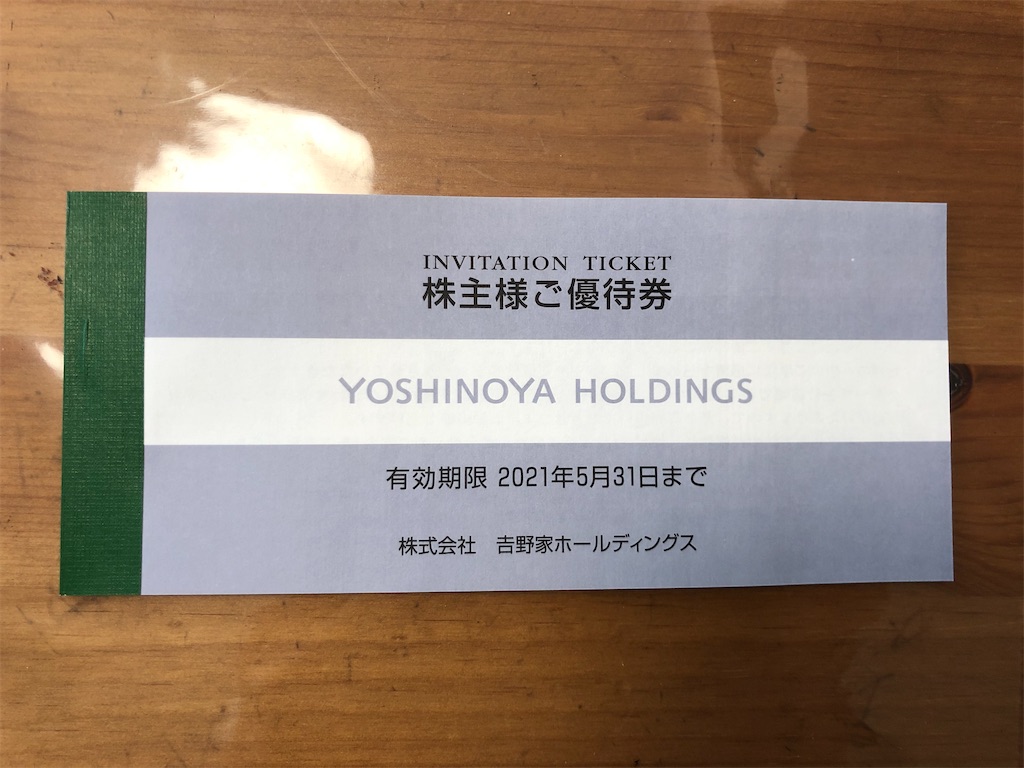 INVITATION TICKET
株主様ご優待券
YOSHINOYA HOLDINGS
有効期限 2021年5月31日まで
株式会社 𠮷野家ホールディングス